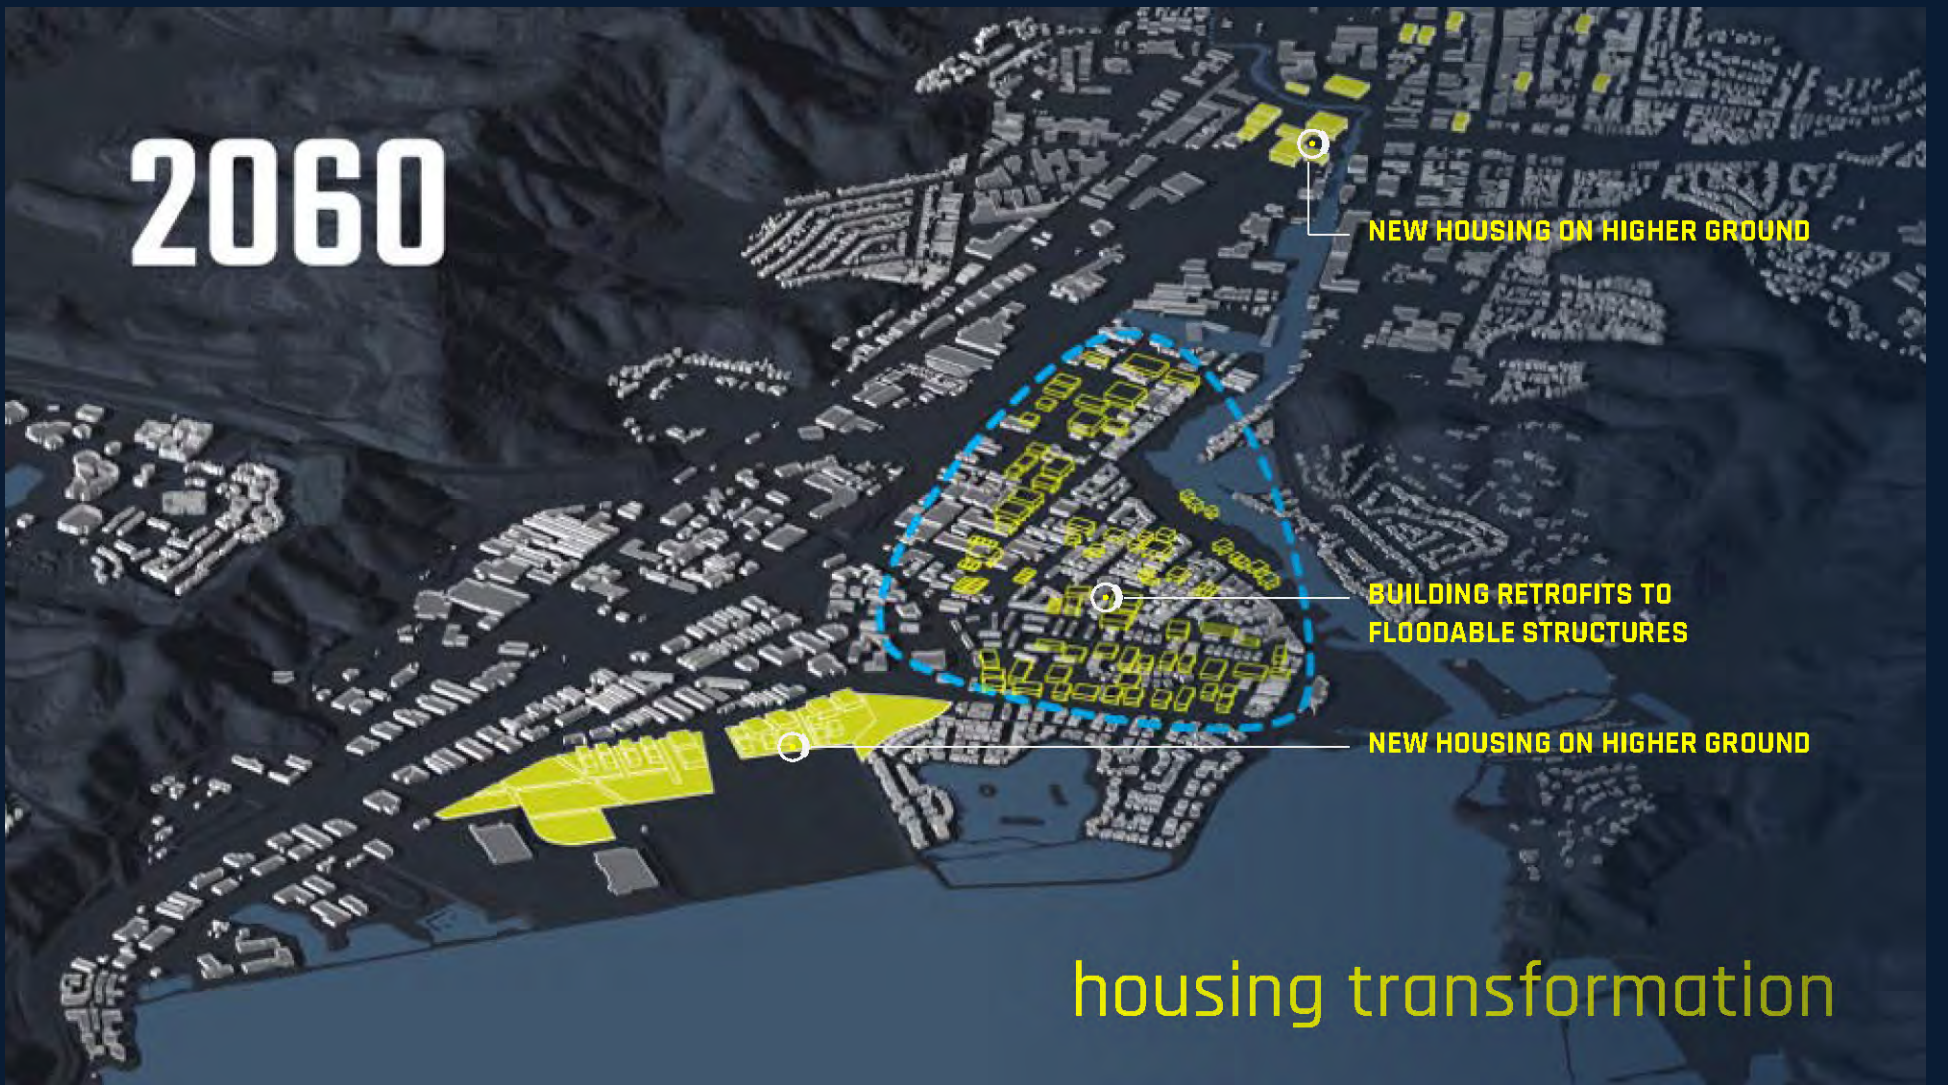 2060
NEW HOUSING ON HIGHER GROUND
BUILDING RETROFITS TO
FLOODABLE STRUCTURES
NEW HOUSING ON HIGHER GROUND
housing transformation